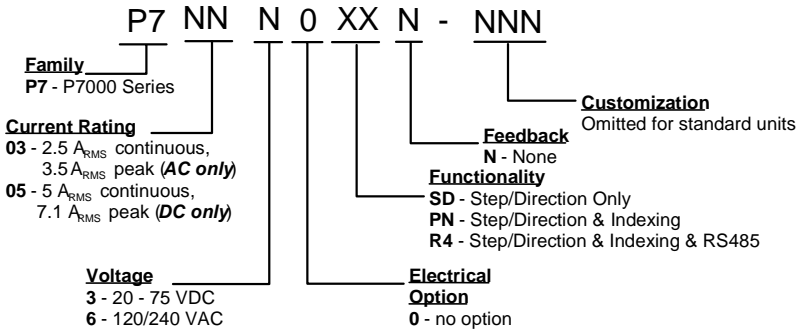 P7 NN N 0 XX N - NNN
Family
P7 - P7000 Series
Current Rating
03 - 2.5 ARMS continuous,
3.5 ARMS peak (AC only)
05 - 5 ARMS continuous,
7.1 ARMS peak (DC only)
Voltage
3 - 20 - 75 VDC
6 - 120/240 VAC
Electrical
Option
0 - no option
Functionality
SD - Step/Direction Only
PN - Step/Direction & Indexing
R4 - Step/Direction & Indexing & RS485
Feedback
N - None
Customization
Omitted for standard units